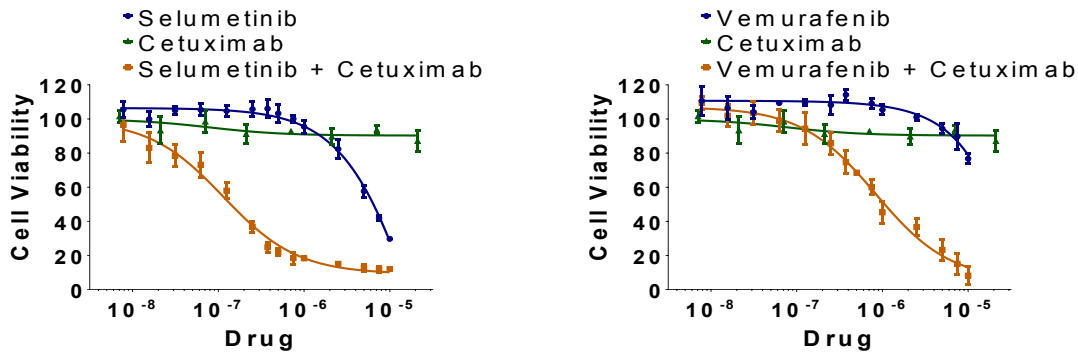 Selumetinib
Cetuximab
Selumetinib + Cetuximab
120
100
80
60
40
20
0
Cell Viability
10-8
10-7
10-6
10-5
Drug
Vemurafenib
Cetuximab
Vemurafenib + Cetuximab
120
100
80
60
40
20
0
Cell Viability
10-8
10-7
10-6
10-5
Drug